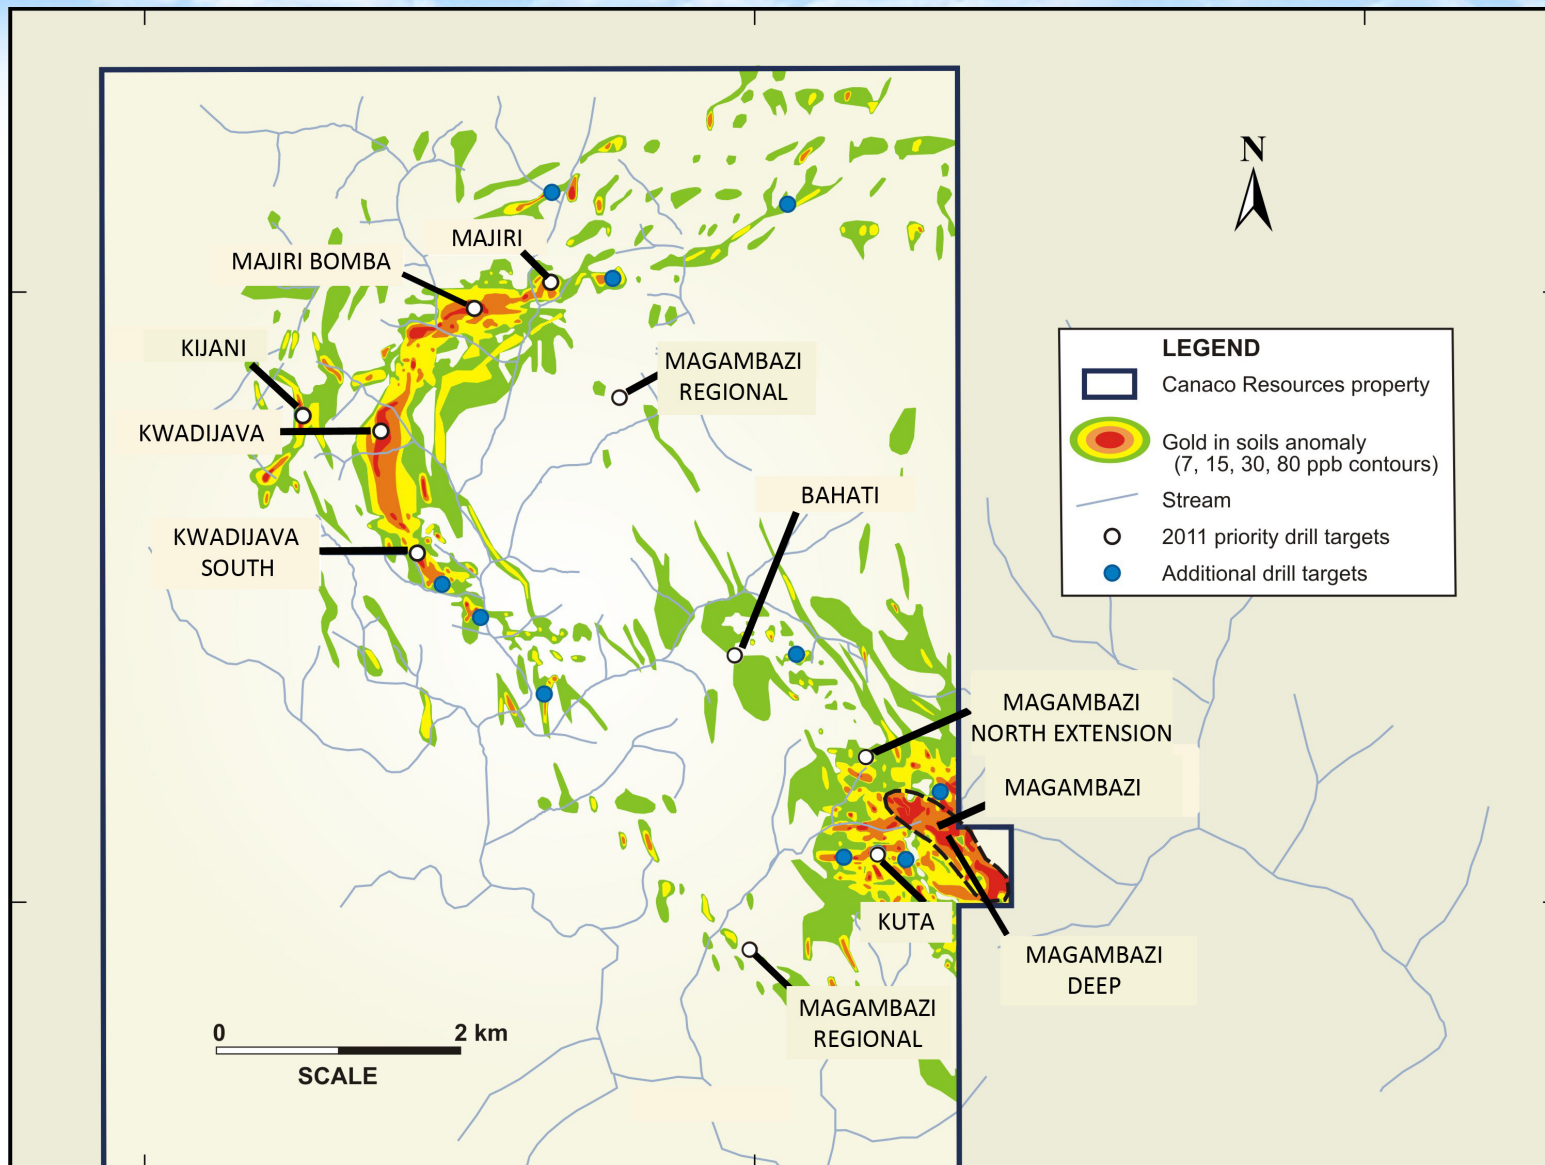 N
MAJIRI
MAJIRI BOMBA
KIJANI
MAGAMBAZI
REGIONAL
KWADIJAVA
BAHATI
KWADIJAVA
SOUTH
MAGAMBAZI
NORTH EXTENSION
MAGAMBAZI
KUTA
MAGAMBAZI
DEEP
MAGAMBAZI
REGIONAL
0 2 km
SCALE
LEGEND
Canaco Resources property
Gold in soils anomaly
(7, 15, 30, 80 ppb contours)
Stream
2011 priority drill targets
Additional drill targets